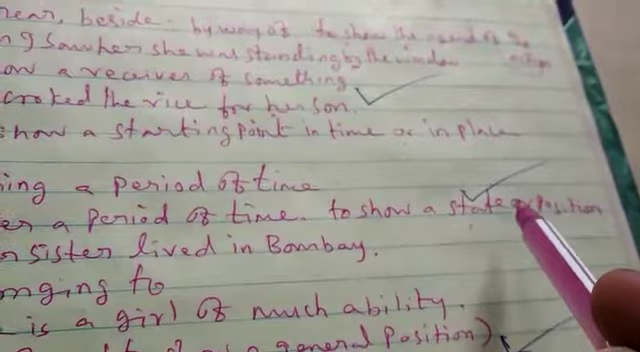 near, beside. by way of to show the
ng I saw her she was standing by the window
ow a receiver of something
crooked the rice for her son.
show a starting point in time or in place
ing a period of time
er a period of time. to show a state or position
sister lived in Bombay.
onging to
is a girl of much ability.
a general position)